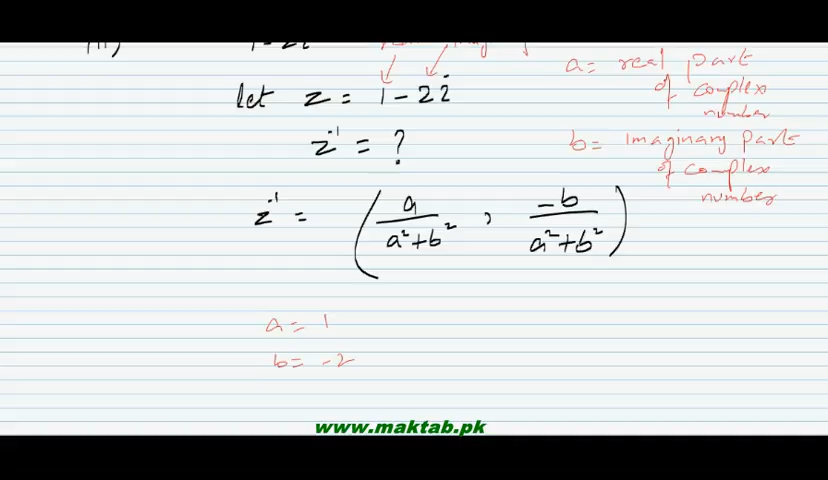 a = real part
of complex
number
let z = 1 - 2i
z⁻¹ = ?
b = imaginary part
of complex
number
z⁻¹ = ( a / a² + b² , -b / a² + b² )
a = 1
b = -2
www.maktab.pk